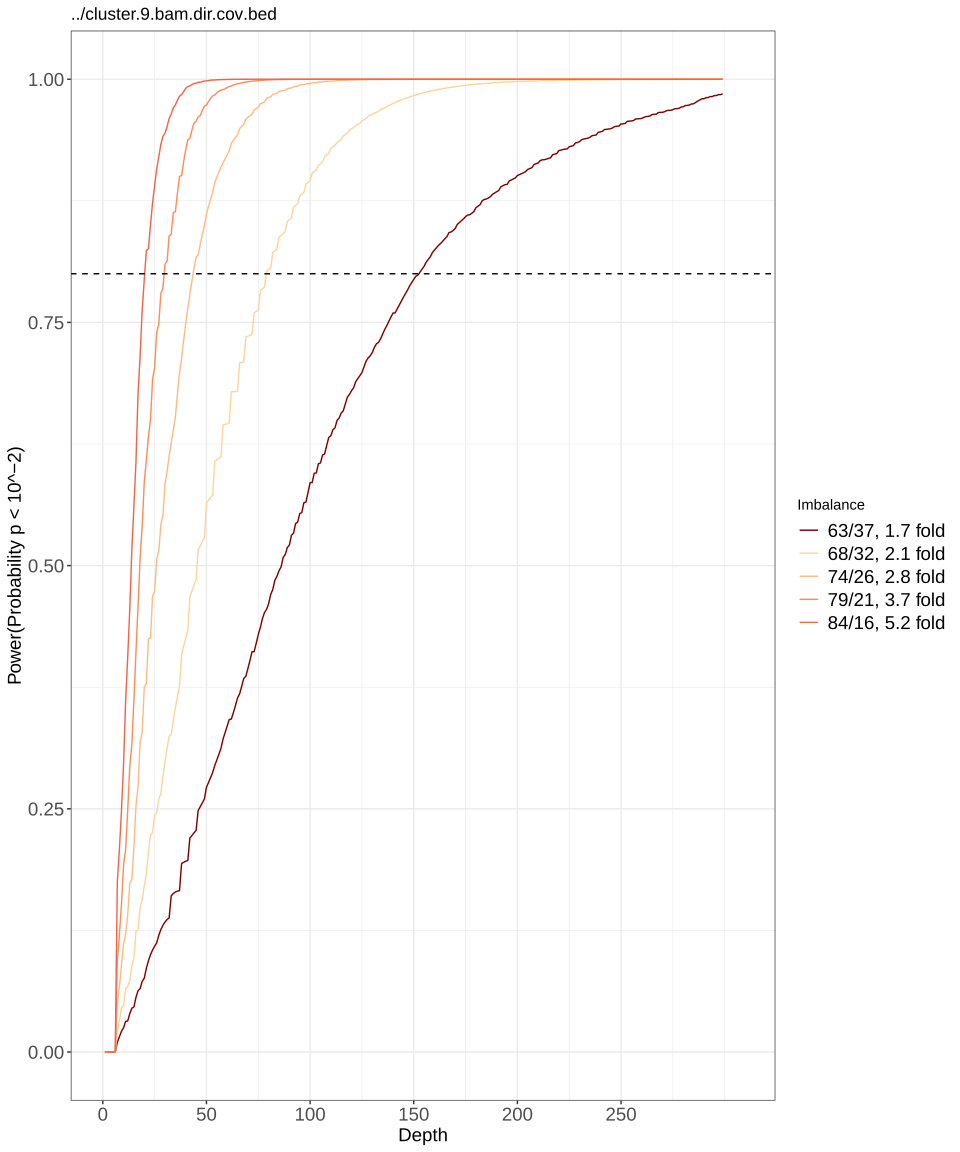 ../cluster.9.bam.dir.cov.bed
1.00
0.75
0.50
0.25
0.00
Power(Probability p < 10^−2)
0 50 100 150 200 250
Depth
Imbalance
63/37, 1.7 fold
68/32, 2.1 fold
74/26, 2.8 fold
79/21, 3.7 fold
84/16, 5.2 fold